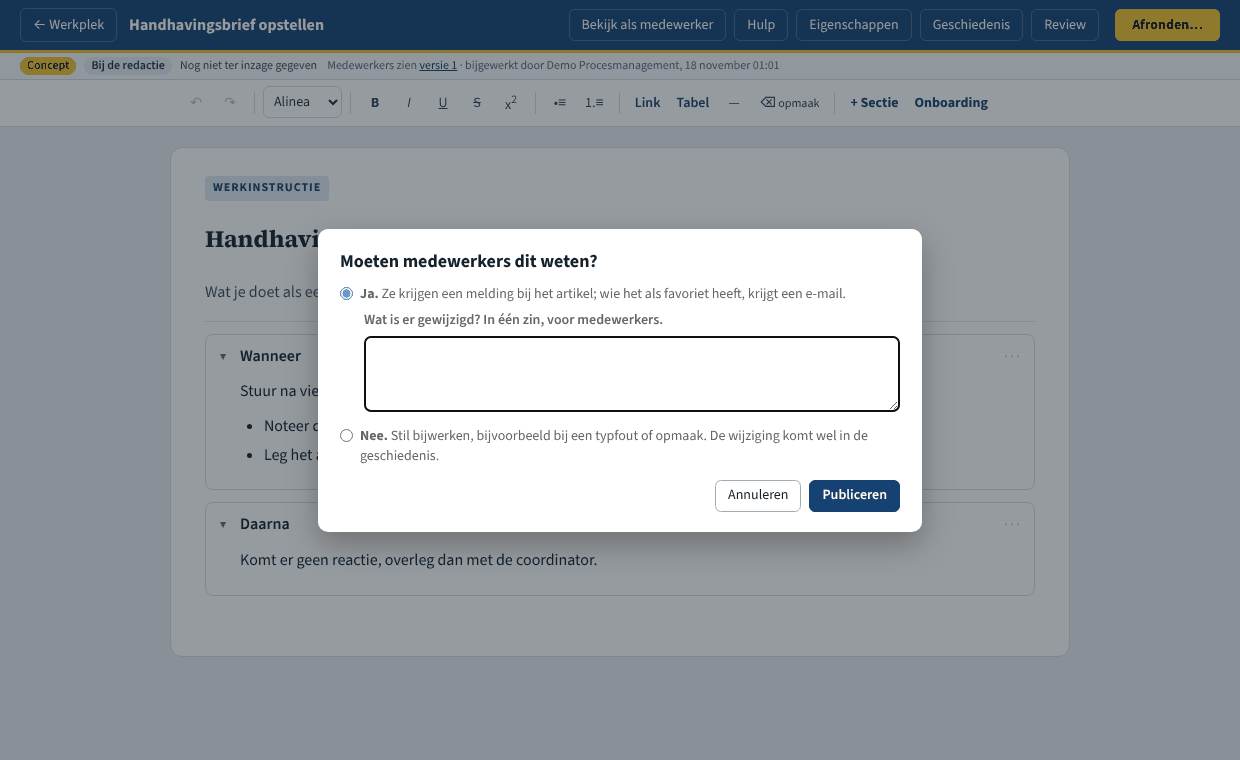 ← Werkplek
Handhavingsbrief opstellen
Bekijk als medewerker
Hulp
Eigenschappen
Geschiedenis
Review
Afronden...
Concept
Bij de redactie
Nog niet ter inzage gegeven
Medewerkers zien versie 1 · bijgewerkt door Demo Procesmanagement, 18 november 01:01
Alinea
B
I
U
S
x²
1.≡
Link
Tabel
—
⌫ opmaak
+ Sectie
Onboarding
WERKINSTRUCTIE
Handhavi
Wat je doet als ee
Wanneer
Stuur na vie
Noteer
Leg het
Moeten medewerkers dit weten?
Ja. Ze krijgen een melding bij het artikel; wie het als favoriet heeft, krijgt een e-mail.
Wat is er gewijzigd? In één zin, voor medewerkers.
Nee. Stil bijwerken, bijvoorbeeld bij een typfout of opmaak. De wijziging komt wel in de
geschiedenis.
Annuleren
Publiceren
Daarna
Komt er geen reactie, overleg dan met de coordinator.